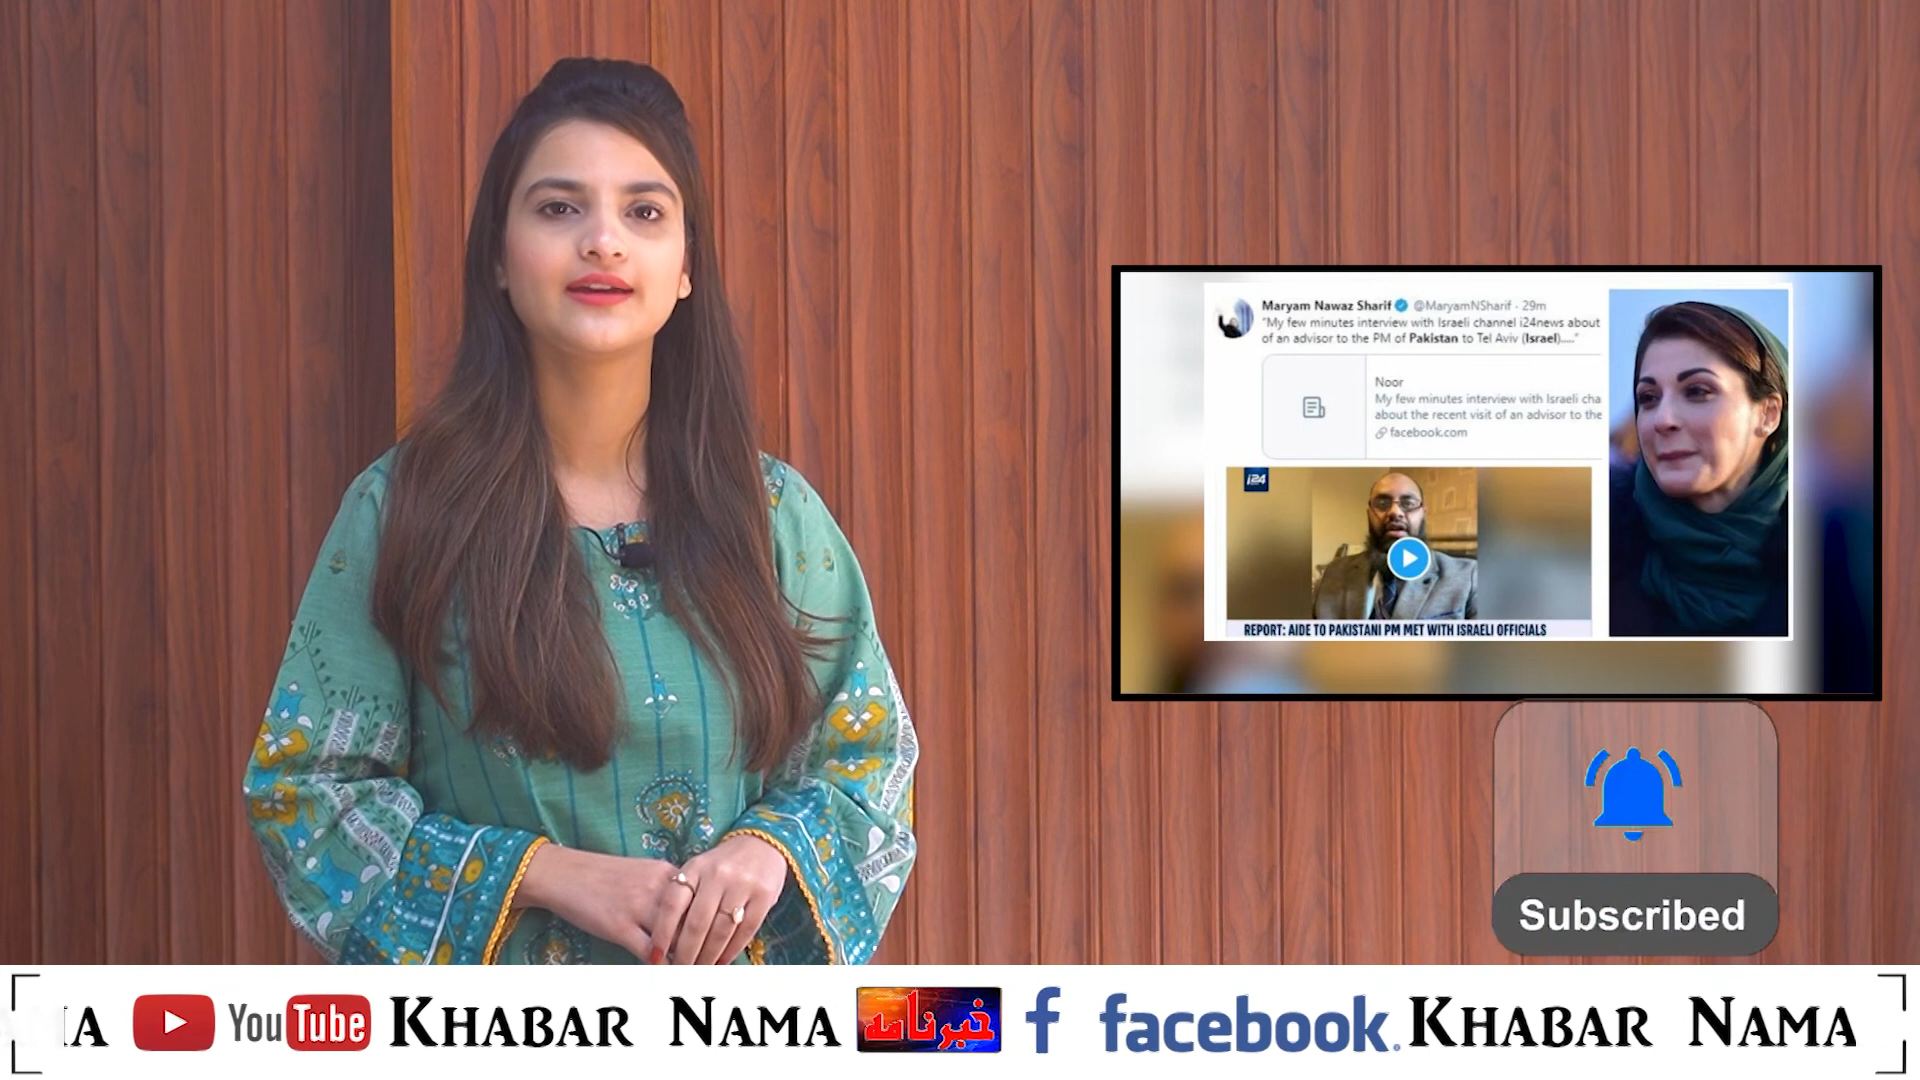 Maryam Nawaz Sharif @MaryamNSharif · 29m
"My few minutes interview with Israeli channel i24news about
of an advisor to the PM of Pakistan to Tel Aviv (Israel)...."
Noor
My few minutes interview with Israeli cha
about the recent visit of an advisor to the
facebook.com
i24
REPORT: AIDE TO PAKISTANI PM MET WITH ISRAELI OFFICIALS
Subscribed
MA YouTube KHABAR NAMA خبرنامہ f facebook. KHABAR NAMA